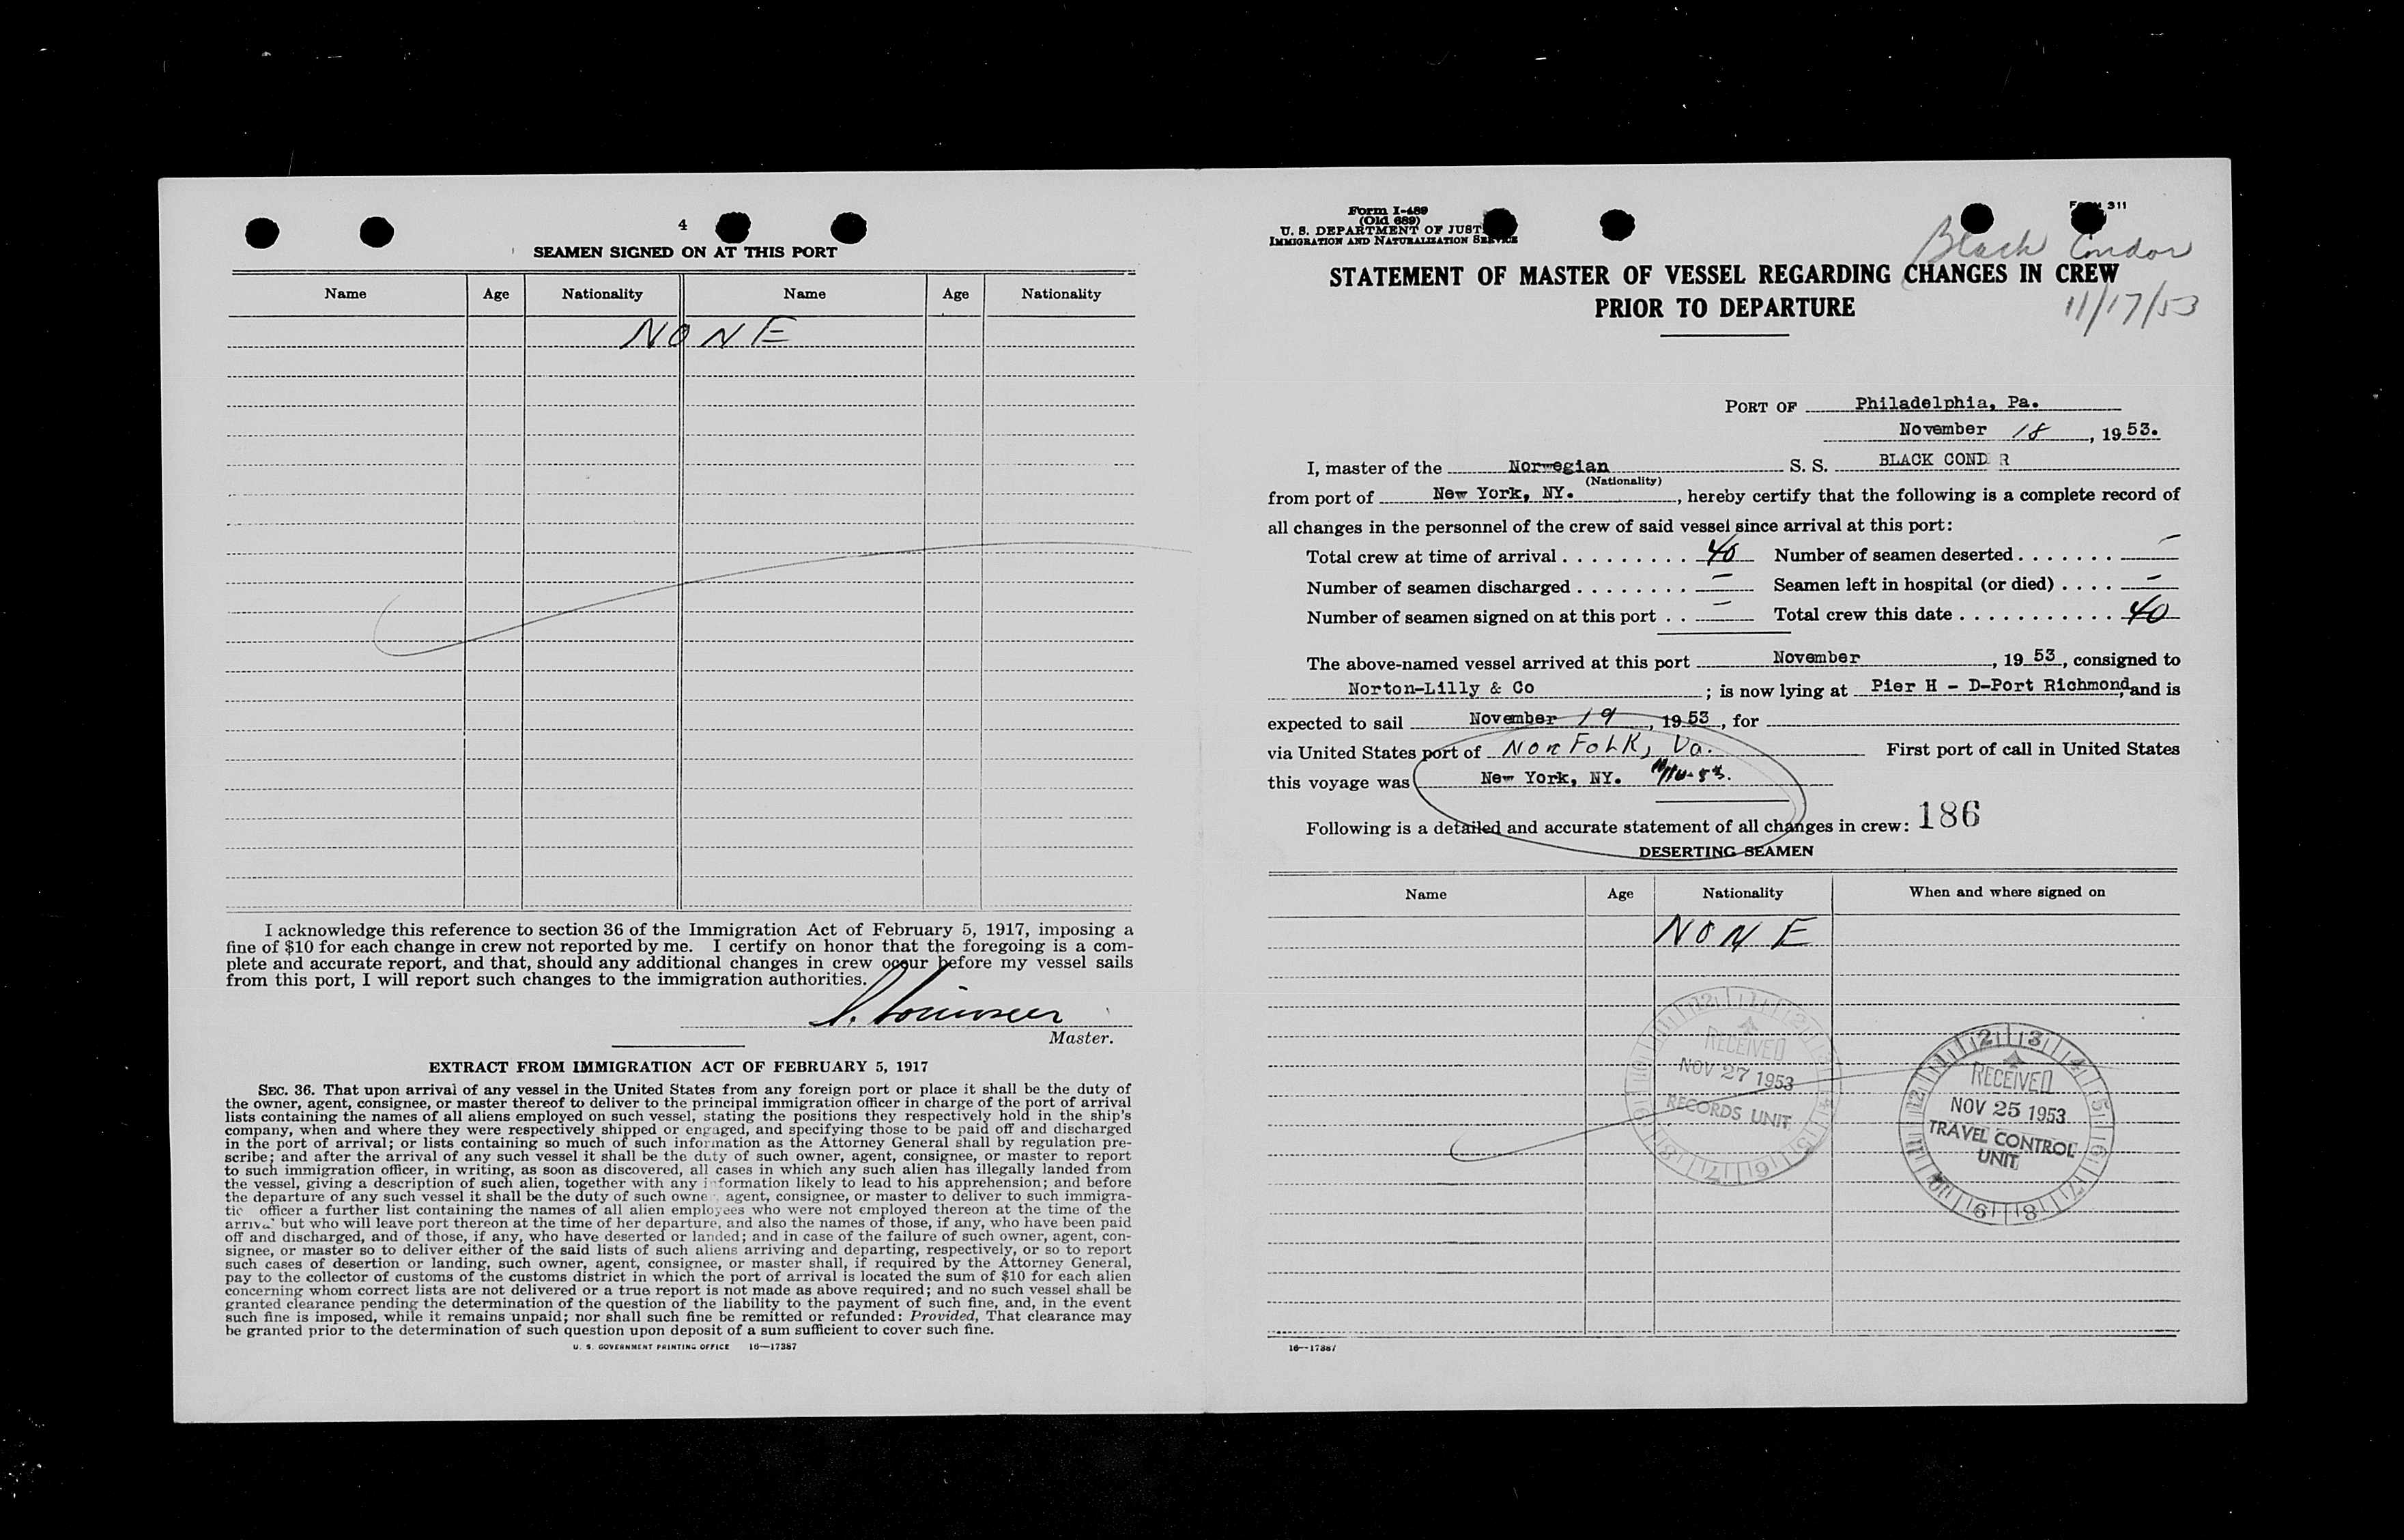 4
SEAMEN SIGNED ON AT THIS PORT
Name Age Nationality Name Age Nationality
NONE
I acknowledge this reference to section 36 of the Immigration Act of February 5, 1917, imposing a
fine of $10 for each change in crew not reported by me. I certify on honor that the foregoing is a com-
plete and accurate report, and that, should any additional changes in crew occur before my vessel sails
from this port, I will report such changes to the immigration authorities.
Master.
EXTRACT FROM IMMIGRATION ACT OF FEBRUARY 5, 1917
SEC. 36. That upon arrival of any vessel in the United States from any foreign port or place it shall be the duty of
the owner, agent, consignee, or master thereof to deliver to the principal immigration officer in charge of the port of arrival
lists containing the names of all aliens employed on such vessel, stating the positions they respectively hold in the ship's
company, when and where they were respectively shipped or engaged, and specifying those to be paid off and discharged
in the port of arrival; or lists containing so much of such information as the Attorney General shall by regulation pre-
scribe; and after the arrival of any such vessel it shall be the duty of such owner, agent, consignee, or master to report
to such immigration officer, in writing, as soon as discovered, all cases in which any such alien has illegally landed from
the vessel, giving a description of such alien, together with any information likely to lead to his apprehension; and before
the departure of any such vessel it shall be the duty of such owner, agent, consignee, or master to deliver to such immigra-
tion officer a further list containing the names of all alien employees who were not employed thereon at the time of the
arrival but who will leave port thereon at the time of her departure, and also the names of those, if any, who have been paid
off and discharged, and of those, if any, who have deserted or landed; and in case of the failure of such owner, agent, con-
signee, or master so to deliver either of the said lists of such aliens arriving and departing, respectively, or so to report
such cases of desertion or landing, such owner, agent, consignee, or master shall, if required by the Attorney General,
pay to the collector of customs of the customs district in which the port of arrival is located the sum of $10 for each alien
concerning whom correct lists are not delivered or a true report is not made as above required; and no such vessel shall be
granted clearance pending the determination of the question of the liability to the payment of such fine, and, in the event
such fine is imposed, while it remains unpaid; nor shall such fine be remitted or refunded: Provided, That clearance may
be granted prior to the determination of such question upon deposit of a sum sufficient to cover such fine.
U. S. GOVERNMENT PRINTING OFFICE 16—17387
Form I-489
(Old 689)
U. S. DEPARTMENT OF JUST
IMMIGRATION AND NATURALIZATION SERVICE
311
Black Condor
STATEMENT OF MASTER OF VESSEL REGARDING CHANGES IN CREW
PRIOR TO DEPARTURE
11/17/53
PORT OF Philadelphia, Pa.
November 18, 1953.
I, master of the Norwegian S. S. BLACK COND R
(Nationality)
from port of New York, NY., hereby certify that the following is a complete record of
all changes in the personnel of the crew of said vessel since arrival at this port:
Total crew at time of arrival . . . . . . . . . . 40 Number of seamen deserted . . . . . . . –
Number of seamen discharged . . . . . . . . – Seamen left in hospital (or died) . . . . –
Number of seamen signed on at this port . . – Total crew this date . . . . . . . . . . . . 40
The above-named vessel arrived at this port November, 1953, consigned to
Norton-Lilly & Co ; is now lying at Pier H - D-Port Richmond, and is
expected to sail November 19, 1953, for
via United States port of NORFOLK, Va. First port of call in United States
this voyage was New York, NY.
Following is a detailed and accurate statement of all changes in crew: 186
DESERTING SEAMEN
Name Age Nationality When and where signed on
NONE
RECEIVED
NOV 27 1953
RECORDS UNIT
RECEIVED
NOV 25 1953
TRAVEL CONTROL
UNIT
16—17387